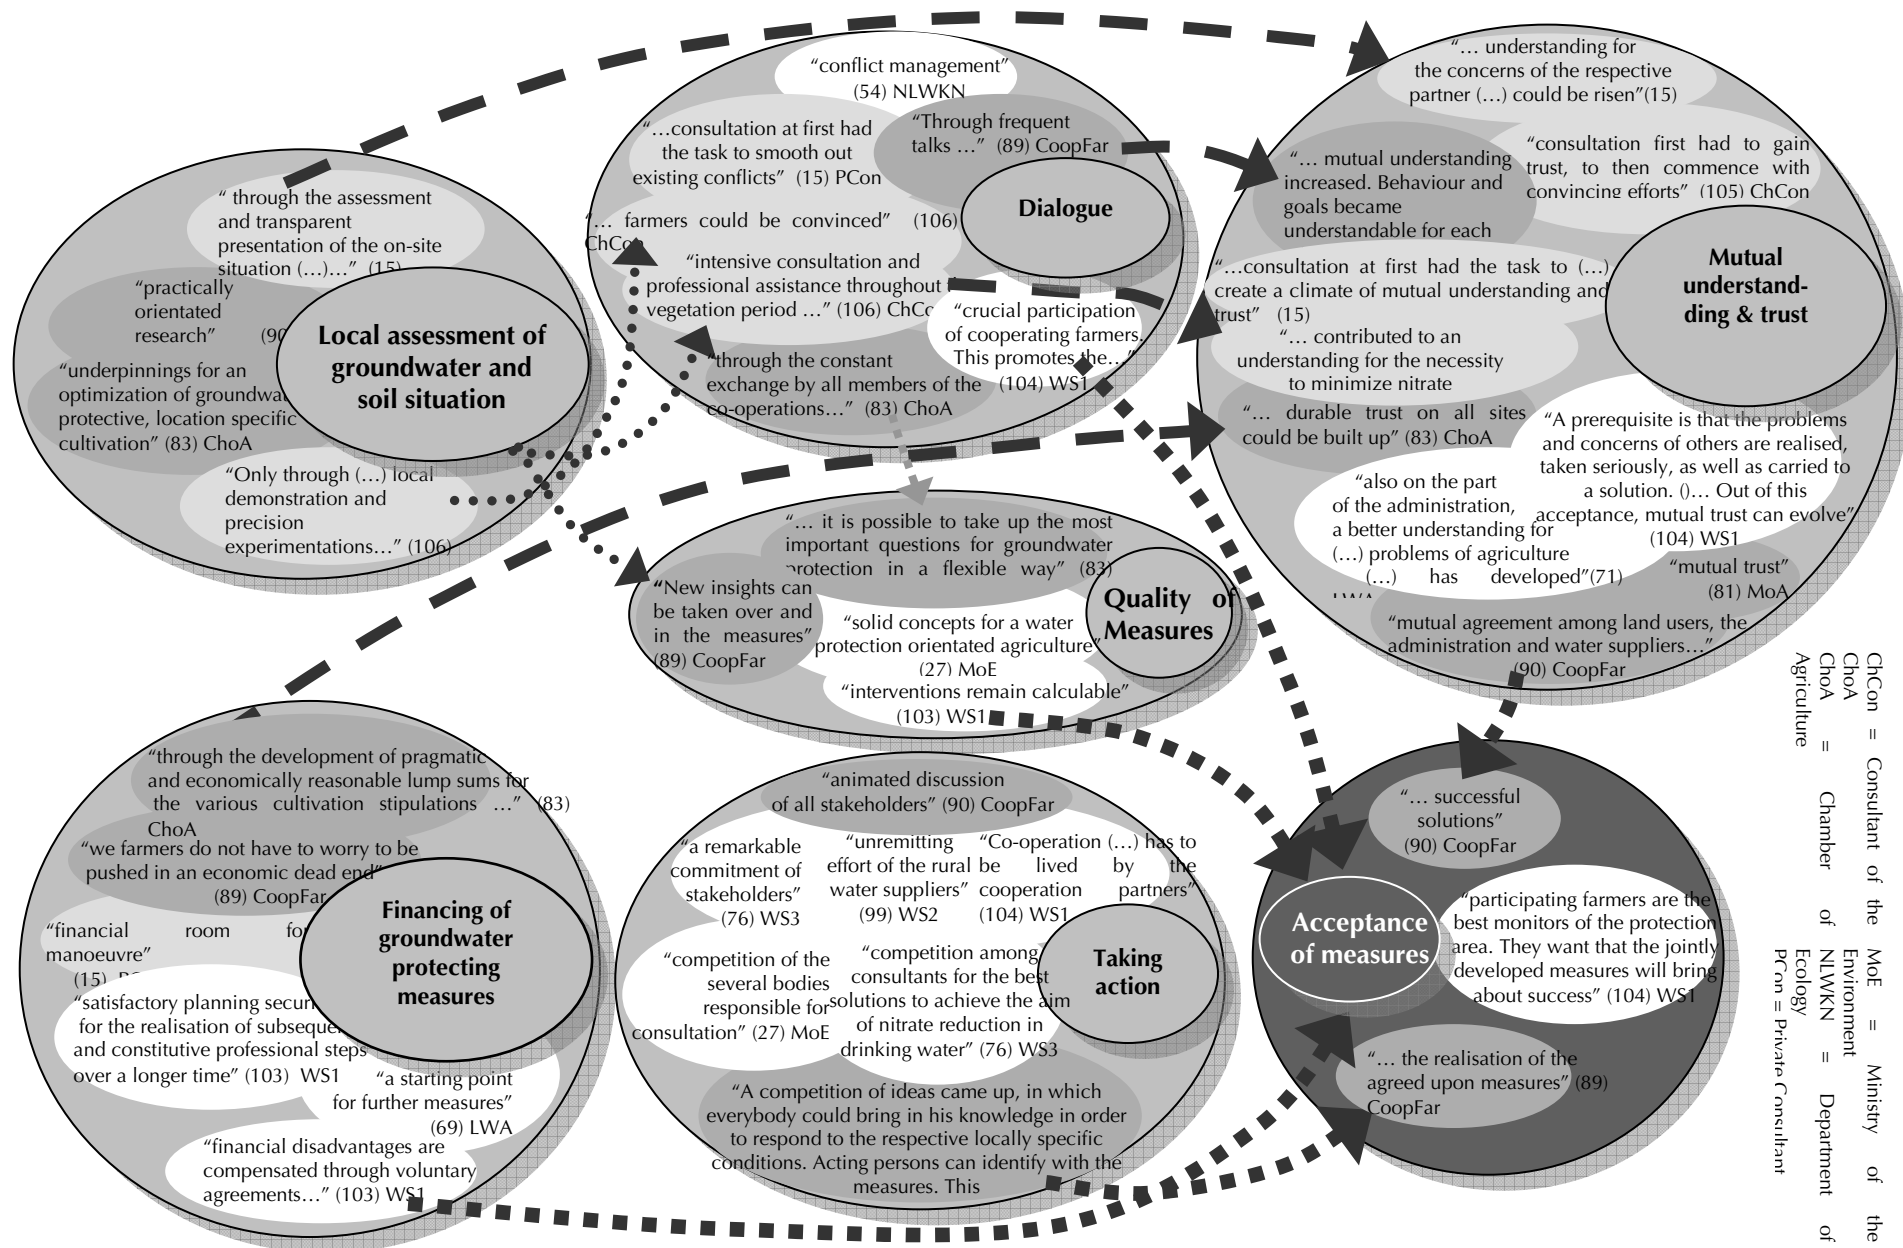 “conflict management”
(54) NLWKN
“…consultation at first had
the task to smooth out
existing conflicts” (15) PCon
“Through frequent
talks …” (89) CoopFar
“… farmers could be convinced” (106)
ChCon
“intensive consultation and
professional assistance throughout
vegetation period …” (106)
“crucial participation
of cooperating farmers.
This promotes the…”
(104) WS1
“through the constant
exchange by all members of the
co-operations…” (83) ChoA
Dialogue
“… understanding for
the concerns of the respective
partner (…) could be risen”(15)
“… mutual understanding
increased. Behaviour and
goals became
understandable for each
“consultation first had to gain
trust, to then commence with
convincing efforts” (105) ChCon
“…consultation at first had the task to (…)
create a climate of mutual understanding and
trust” (15)
“… contributed to an
understanding for the necessity
to minimize nitrate
“… durable trust on all sites
could be built up” (83) ChoA
“A prerequisite is that the problems
and concerns of others are realised,
taken seriously, as well as carried to
a solution. ()… Out of this
acceptance, mutual trust can evolve”
(104) WS1
“also on the part
of the administration,
a better understanding for
(…) problems of agriculture
(…) has developed”(71)
“mutual trust”
(81) MoA
“mutual agreement among land users, the
administration and water suppliers…”
(90) CoopFar
Mutual
understand-
ding & trust
“ through the assessment
and transparent
presentation of the on-site
situation (…)…” (15)
“practically
orientated
research” (90
“underpinnings for an
optimization of
protective, location specific
cultivation” (83) ChoA
“Only through (…) local
demonstration and
precision
experimentations…” (106)
Local assessment of
groundwater and
soil situation
“… it is possible to take up the most
important questions for groundwater
protection in a flexible way” (83)
“New insights can
be taken over and
in the measures”
(89) CoopFar
“solid concepts for a water
protection orientated agriculture”
(27) MoE
“interventions remain calculable”
(103) WS1
Quality of
Measures
“through the development of pragmatic
and economically reasonable lump sums for
the various cultivation stipulations …” (83)
ChoA
“we farmers do not have to worry to be
pushed in an economic dead end”
(89) CoopFar
“financial room for
manoeuvre”
(15)
“satisfactory planning
for the realisation of
and constitutive professional steps
over a longer time” (103) WS1
“a starting point
for further measures”
(69) LWA
“financial disadvantages are
compensated through voluntary
agreements…” (103) WS1
Financing of
groundwater
protecting
measures
“animated discussion
of all stakeholders” (90) CoopFar
“a remarkable
commitment of
stakeholders”
(76) WS3
“unremitting
effort of the rural
water suppliers”
(99) WS2
“Co-operation (…) has to
be lived by the
cooperation partners”
(104) WS1
“competition of the
several bodies
responsible for
consultation” (27) MoE
“competition among
consultants for the best
solutions to achieve the aim
of nitrate reduction in
drinking water” (76) WS3
“A competition of ideas came up, in which
everybody could bring in his knowledge in order
to respond to the respective locally specific
conditions. Acting persons can identify with the
measures. This
Taking
action
“… successful
solutions”
(90) CoopFar
“participating farmers are the
best monitors of the protection
area. They want that the jointly
developed measures will bring
about success” (104) WS1
“… the realisation of the
agreed upon measures” (89)
CoopFar
Acceptance
of measures
ChCon = Consultant of the
ChoA
ChoA = Chamber of
Agriculture
MoE = Ministry of the
Environment
NLWKN = Department of
Ecology
PCon = Private Consultant